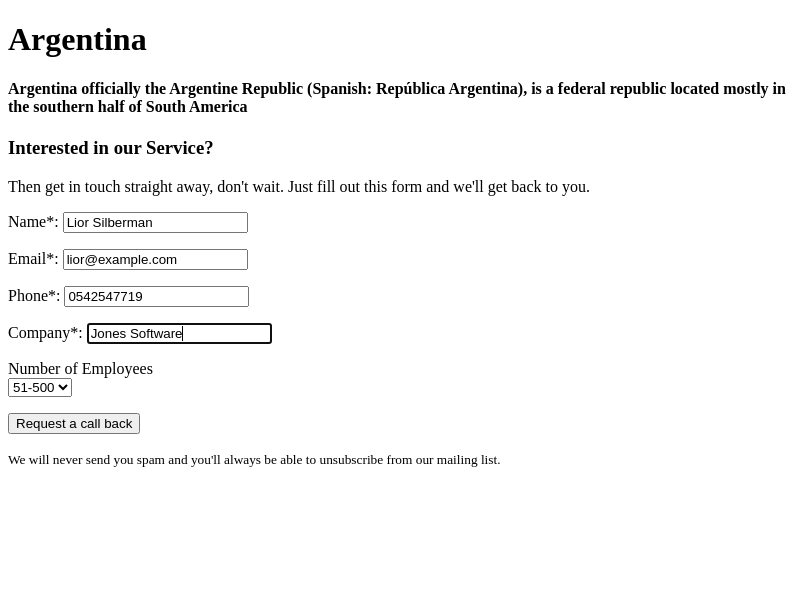 Argentina
Argentina officially the Argentine Republic (Spanish: República Argentina), is a federal republic located mostly in
the southern half of South America
Interested in our Service?
Then get in touch straight away, don't wait. Just fill out this form and we'll get back to you.
Name*: Lior Silberman
Email*: lior@example.com
Phone*: 0542547719
Company*: Jones Software
Number of Employees
51-500
Request a call back
We will never send you spam and you'll always be able to unsubscribe from our mailing list.